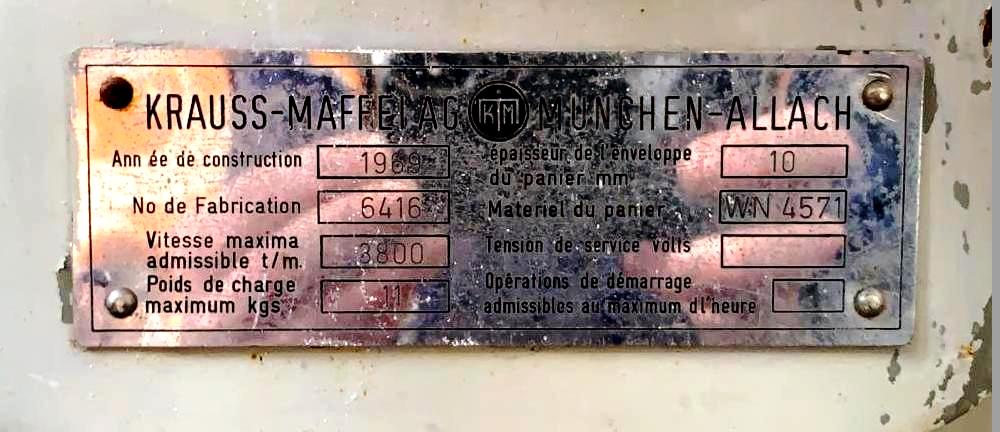 KRAUSS-MAFFEI AG KM MÜNCHEN-ALLACH
Ann ée de construction 1969
épaisseur de l'enveloppe
du panier mm 10
No de Fabrication 6416
Materiel du panier WN 4571
Vitesse maxima
admissible t/m. 3800
Tension de service volts
Poids de charge
maximum kgs. 11
Opérations de démarrage
admissibles au maximum d l'heure